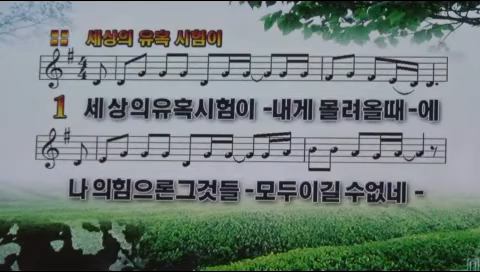 세상의 유혹 시험이
1 세상의유혹시험이 -내게 몰려올때-에
나의힘으론그것들 -모두이길 수없네 -